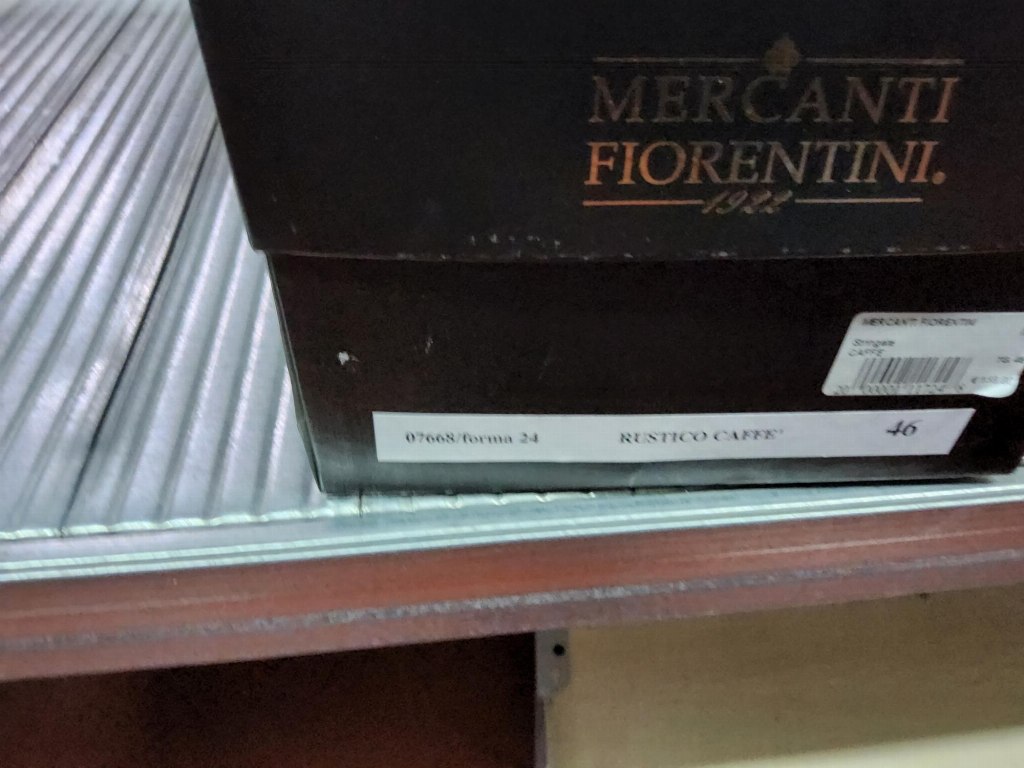 MERCANTI
FIORENTINI.
1922
MERCANTI FIORENTINI
Stringate
CAFFE
07668/forma 24 RUSTICO CAFFE' 46